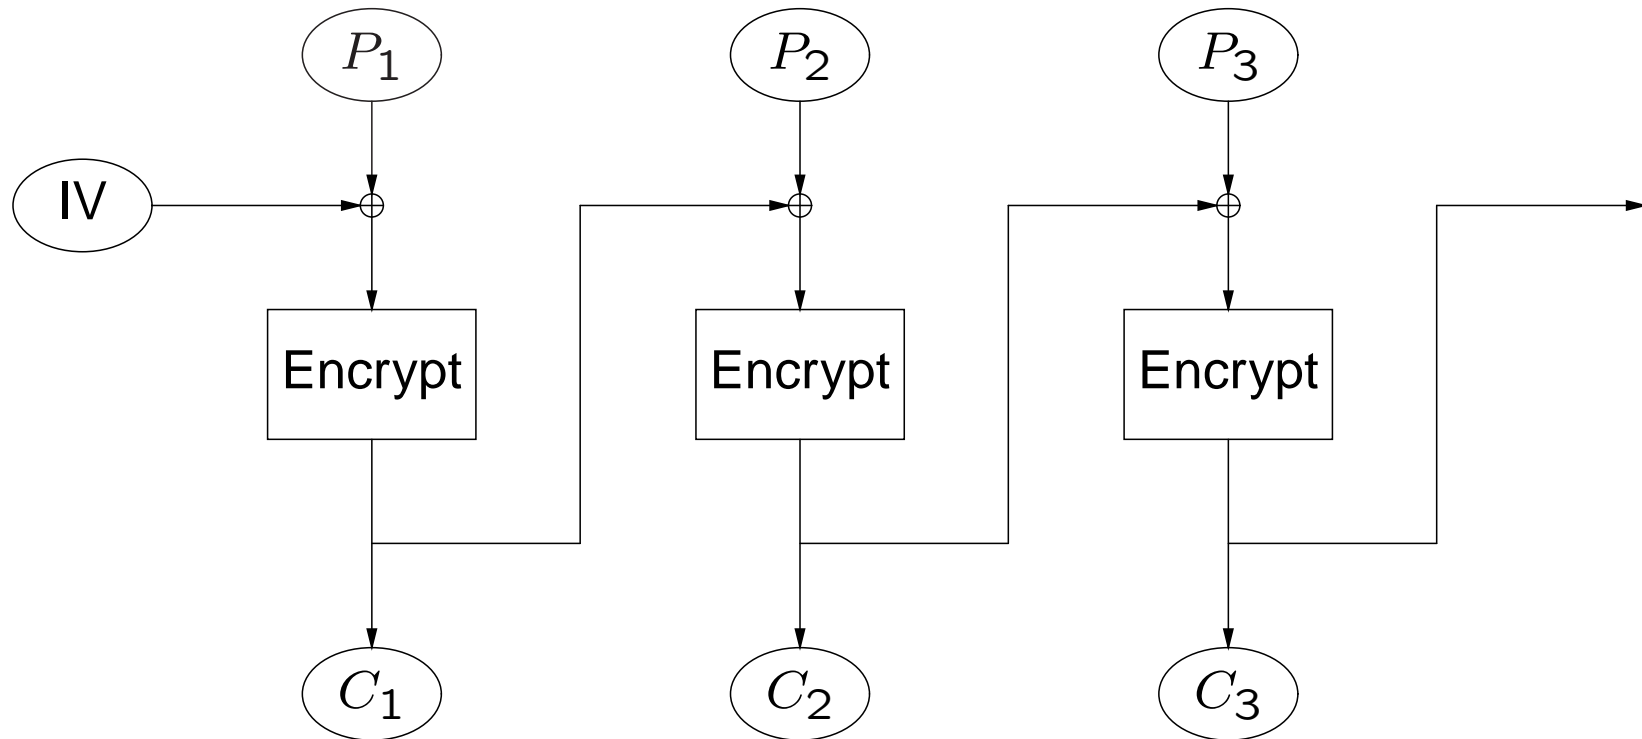 P₁ P₂ P₃
IV
Encrypt Encrypt Encrypt
C₁ C₂ C₃